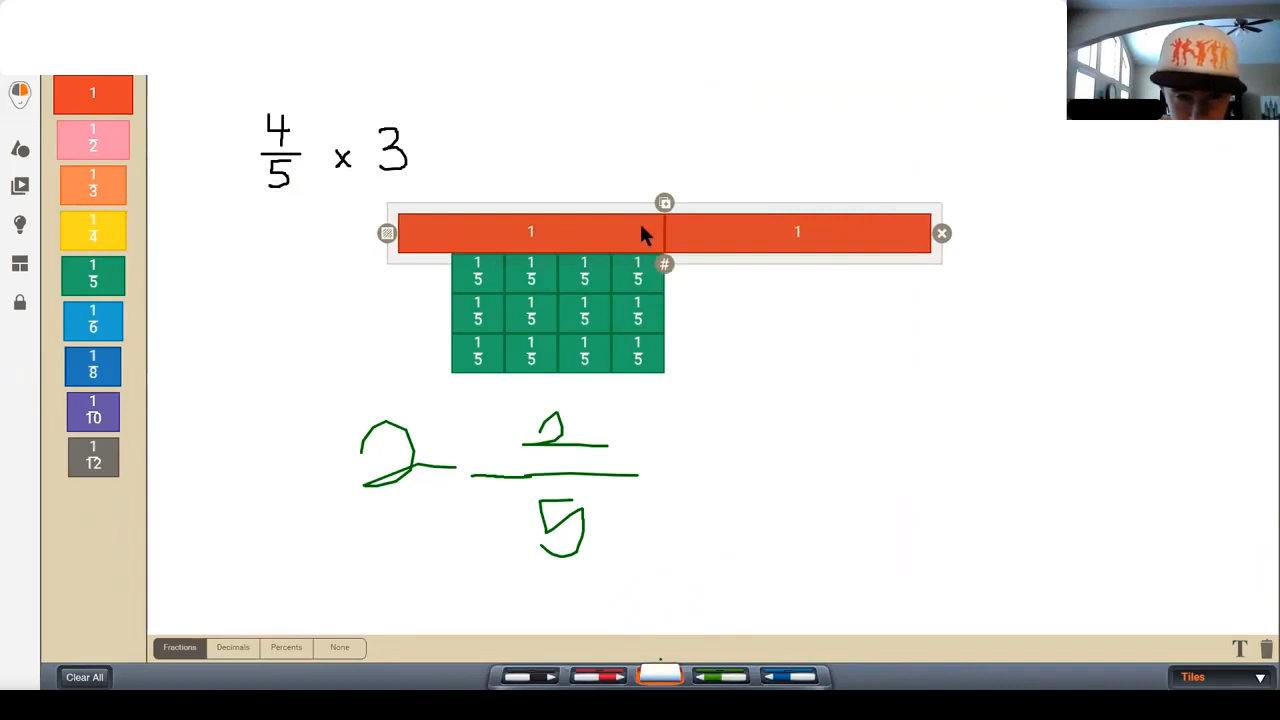 1
1/2
1/3
1/4
1/5
1/6
1/8
1/10
1/12
4/5 x 3
1 1
#
1/5 1/5 1/5 1/5
1/5 1/5 1/5 1/5
1/5 1/5 1/5 1/5
2 2/5
Fractions Decimals Percents None
T
Clear All
Tiles